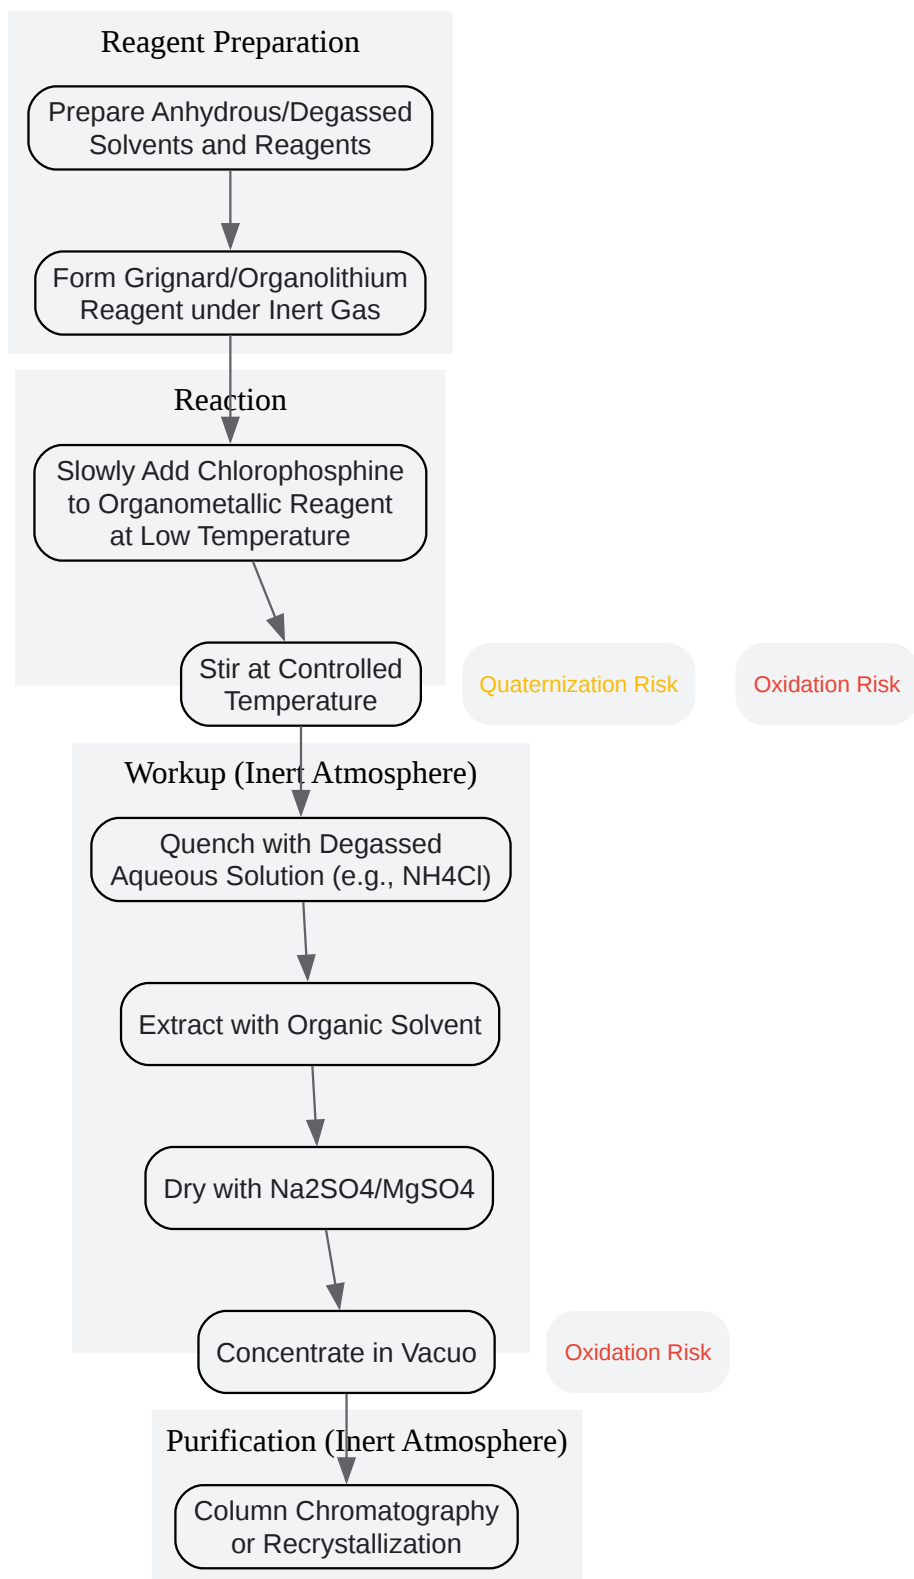 Reagent Preparation
Prepare Anhydrous/Degassed
Solvents and Reagents
Form Grignard/Organolithium
Reagent under Inert Gas
Reaction
Slowly Add Chlorophosphine
to Organometallic Reagent
at Low Temperature
Stir at Controlled
Temperature
Quaternization Risk
Oxidation Risk
Workup (Inert Atmosphere)
Quench with Degassed
Aqueous Solution (e.g., NH4Cl)
Extract with Organic Solvent
Dry with Na2SO4/MgSO4
Concentrate in Vacuo
Oxidation Risk
Purification (Inert Atmosphere)
Column Chromatography
or Recrystallization